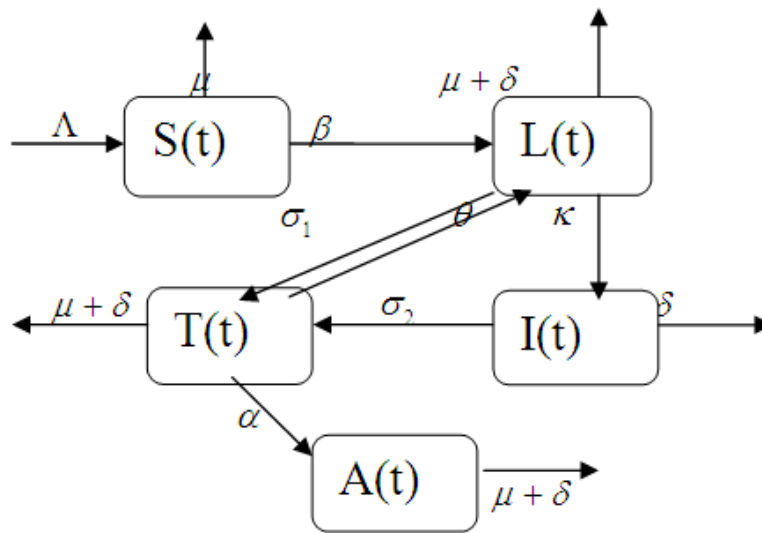 μ
μ + δ
Λ
S(t)
β
L(t)
σ₁
θ
κ
μ + δ
T(t)
σ₂
I(t)
δ
α
A(t)
μ + δ